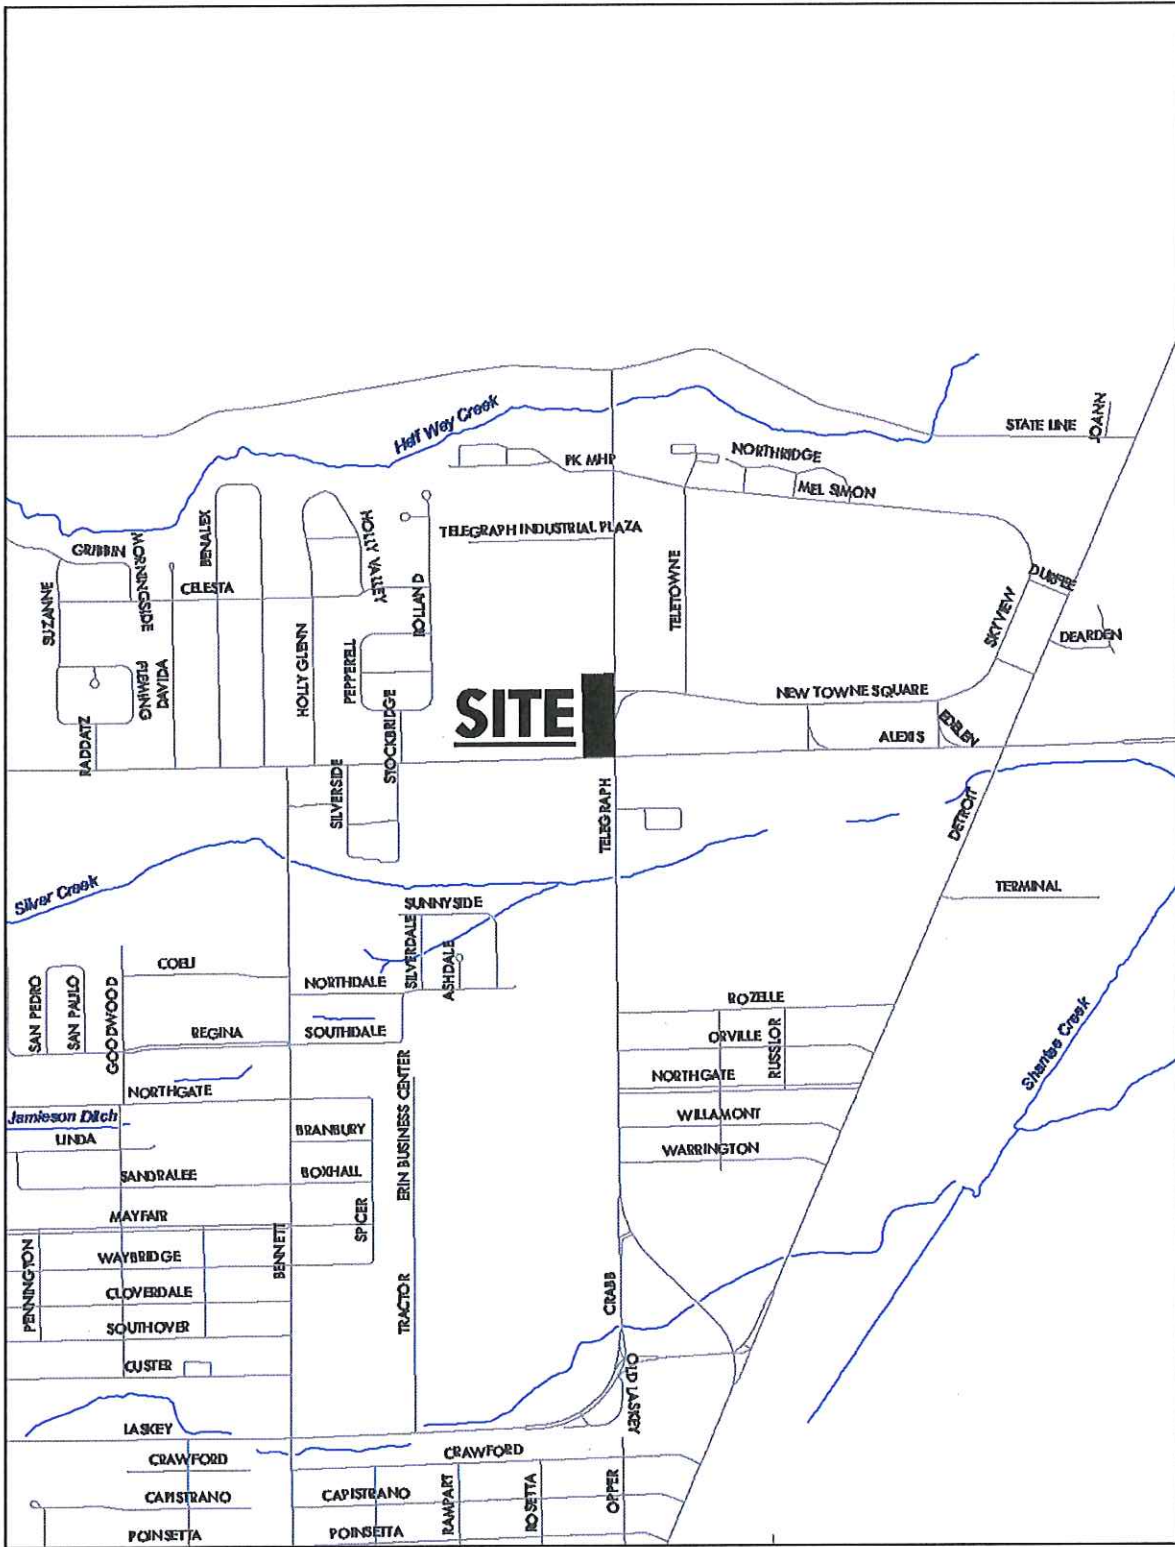 Half Way Creek
STATE LINE
JOANN
PK MHP
NORTHRIDGE
MEL SIMON
TELEGRAPH INDUSTRIAL PLAZA
GRIBBIN
MORNINGSIDE
BENALEX
HOLLY VALLEY
SUZANNE
CELESTA
ROLLAND
TELETOWNE
DURFEE
SKYVIEW
DEARDEN
FLEMING
DAVIDA
HOLLY GLENN
PEPPERELL
SITE
NEW TOWNE SQUARE
RADDATZ
STOCKBRIDGE
ALEXIS
EDELEN
SILVERSIDE
TELEGRAPH
DETROIT
Silver Creek
TERMINAL
SUNNYSIDE
SILVERDALE
ASHDALE
COELI
NORTHDALE
SAN PEDRO
SAN PAULO
GOODWOOD
REGINA
SOUTHDALE
ROZELLE
ORVILLE
RUSSLOR
NORTHGATE
NORTHGATE
Shantee Creek
Jamieson Ditch
LINDA
BRANBURY
ERIN BUSINESS CENTER
WILLAMONT
WARRINGTON
SANDRALEE
BOXHALL
MAYFAIR
SPICER
PENNINGTON
WAYBRIDGE
BENNETT
CLOVERDALE
TRACTOR
CRABB
SOUTHOVER
CUSTER
OLD LASKEY
LASKEY
CRAWFORD
CRAWFORD
CAPISTRANO
CAPISTRANO
RAMPART
ROSETTA
OPPER
POINSETTA
POINSETTA